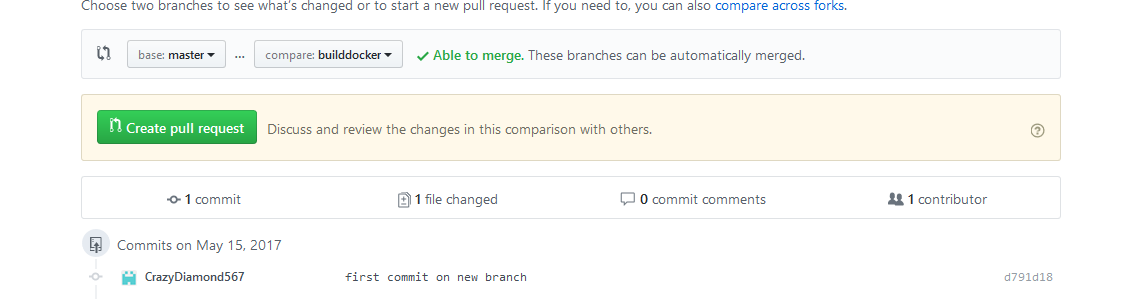 Choose two branches to see what's changed or to start a new pull request. If you need to, you can also compare across forks.
base: master ... compare: builddocker Able to merge. These branches can be automatically merged.
Create pull request Discuss and review the changes in this comparison with others.
1 commit 1 file changed 0 commit comments 1 contributor
Commits on May 15, 2017
CrazyDiamond567 first commit on new branch d791d18